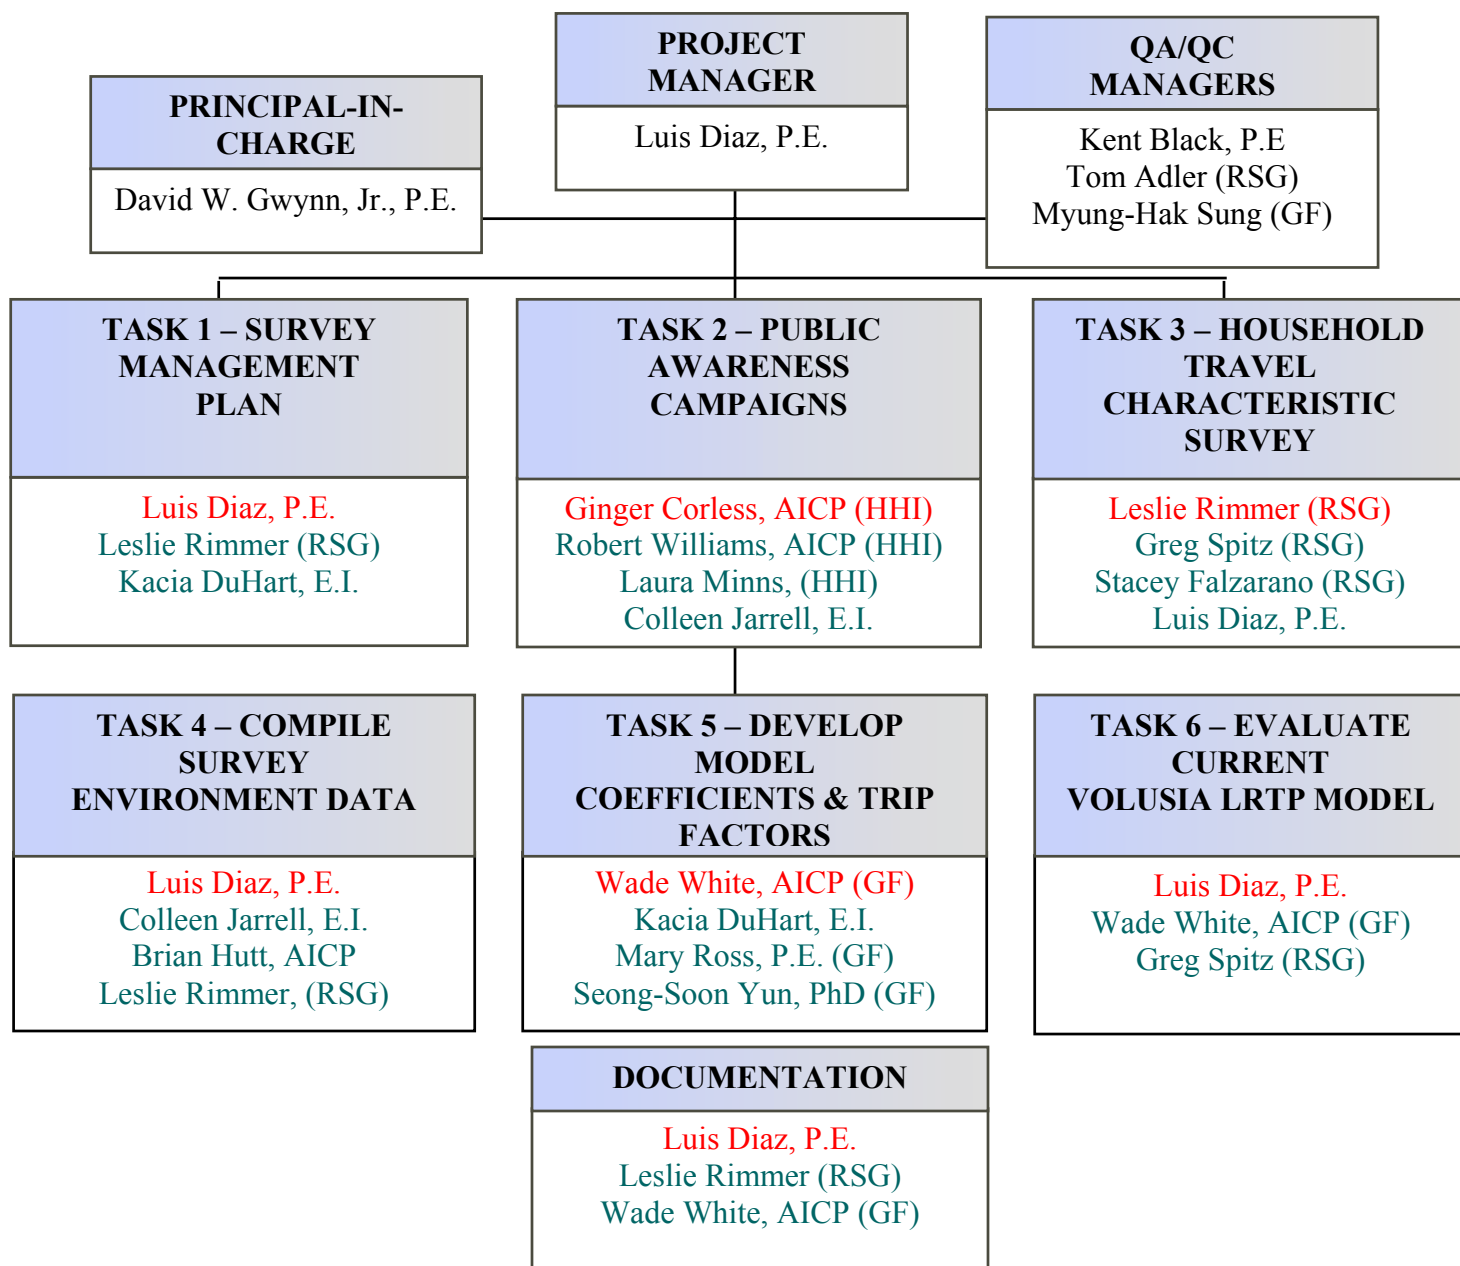 PRINCIPAL-IN-
CHARGE
David W. Gwynn, Jr., P.E.
PROJECT
MANAGER
Luis Diaz, P.E.
QA/QC
MANAGERS
Kent Black, P.E
Tom Adler (RSG)
Myung-Hak Sung (GF)
TASK 1 – SURVEY
MANAGEMENT
PLAN
Luis Diaz, P.E.
Leslie Rimmer (RSG)
Kacia DuHart, E.I.
TASK 2 – PUBLIC
AWARENESS
CAMPAIGNS
Ginger Corless, AICP (HHI)
Robert Williams, AICP (HHI)
Laura Minns, (HHI)
Colleen Jarrell, E.I.
TASK 3 – HOUSEHOLD
TRAVEL
CHARACTERISTIC
SURVEY
Leslie Rimmer (RSG)
Greg Spitz (RSG)
Stacey Falzarano (RSG)
Luis Diaz, P.E.
TASK 4 – COMPILE
SURVEY
ENVIRONMENT DATA
Luis Diaz, P.E.
Colleen Jarrell, E.I.
Brian Hutt, AICP
Leslie Rimmer, (RSG)
TASK 5 – DEVELOP
MODEL
COEFFICIENTS & TRIP
FACTORS
Wade White, AICP (GF)
Kacia DuHart, E.I.
Mary Ross, P.E. (GF)
Seong-Soon Yun, PhD (GF)
TASK 6 – EVALUATE
CURRENT
VOLUSIA LRTP MODEL
Luis Diaz, P.E.
Wade White, AICP (GF)
Greg Spitz (RSG)
DOCUMENTATION
Luis Diaz, P.E.
Leslie Rimmer (RSG)
Wade White, AICP (GF)